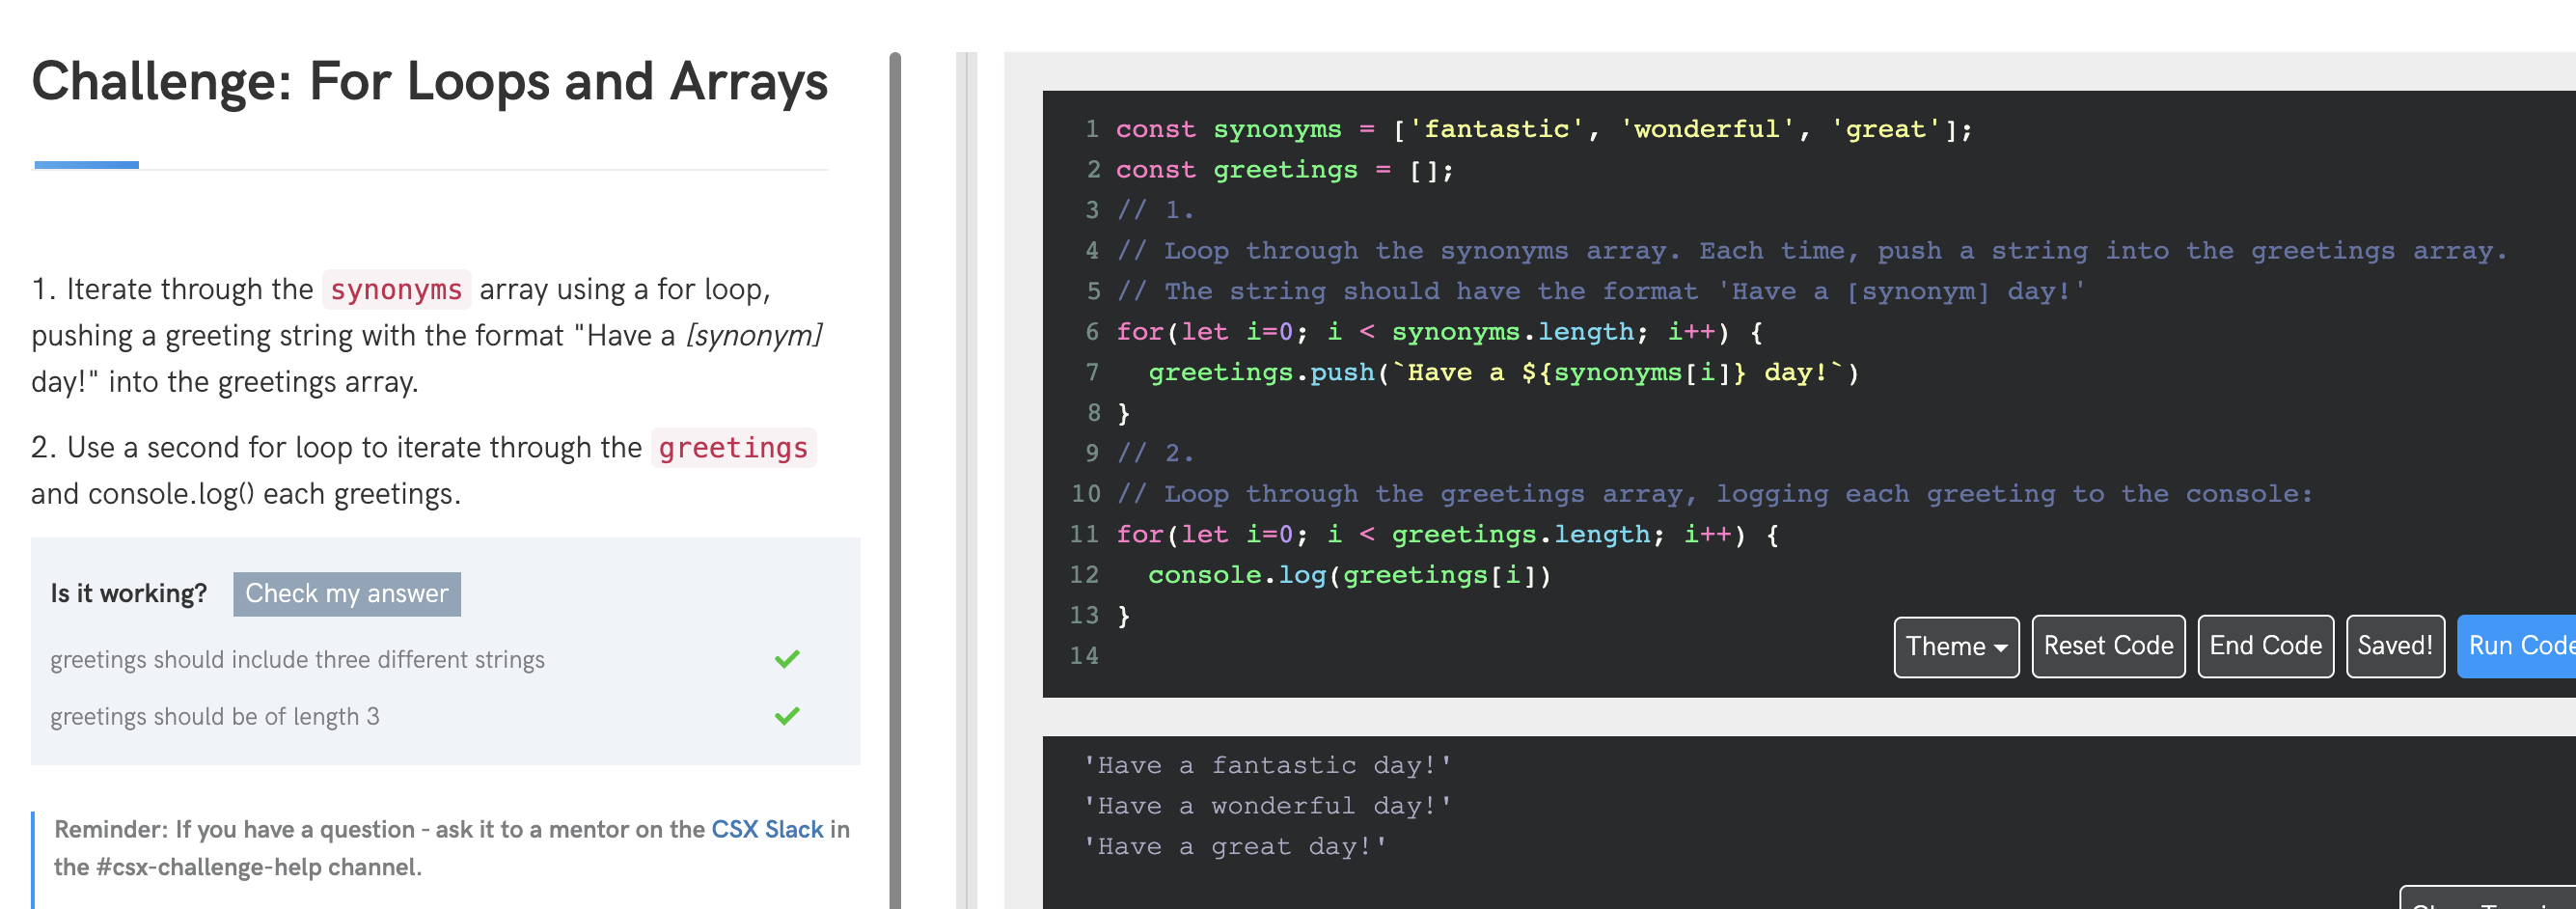 Challenge: For Loops and Arrays
1. Iterate through the synonyms array using a for loop,
pushing a greeting string with the format "Have a [synonym]
day!" into the greetings array.
2. Use a second for loop to iterate through the greetings
and console.log() each greetings.
Is it working? Check my answer
greetings should include three different strings
greetings should be of length 3
Reminder: If you have a question - ask it to a mentor on the CSX Slack in
the #csx-challenge-help channel.
1 const synonyms = ['fantastic', 'wonderful', 'great'];
2 const greetings = [];
3 // 1.
4 // Loop through the synonyms array. Each time, push a string into the greetings array.
5 // The string should have the format 'Have a [synonym] day!'
6 for(let i=0; i < synonyms.length; i++) {
7   greetings.push(`Have a ${synonyms[i]} day!`)
8 }
9 // 2.
10 // Loop through the greetings array, logging each greeting to the console:
11 for(let i=0; i < greetings.length; i++) {
12   console.log(greetings[i])
13 }
14
Theme Reset Code End Code Saved! Run Code
'Have a fantastic day!'
'Have a wonderful day!'
'Have a great day!'